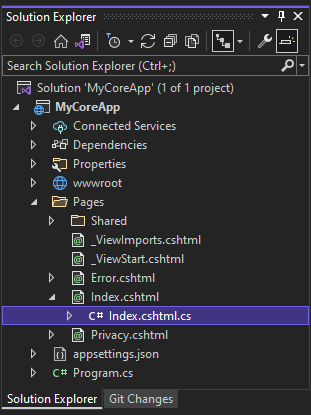 Solution Explorer
Search Solution Explorer (Ctrl+;)
Solution 'MyCoreApp' (1 of 1 project)
MyCoreApp
Connected Services
Dependencies
Properties
wwwroot
Pages
Shared
_ViewImports.cshtml
_ViewStart.cshtml
Error.cshtml
Index.cshtml
C# Index.cshtml.cs
Privacy.cshtml
appsettings.json
C# Program.cs
Solution Explorer Git Changes